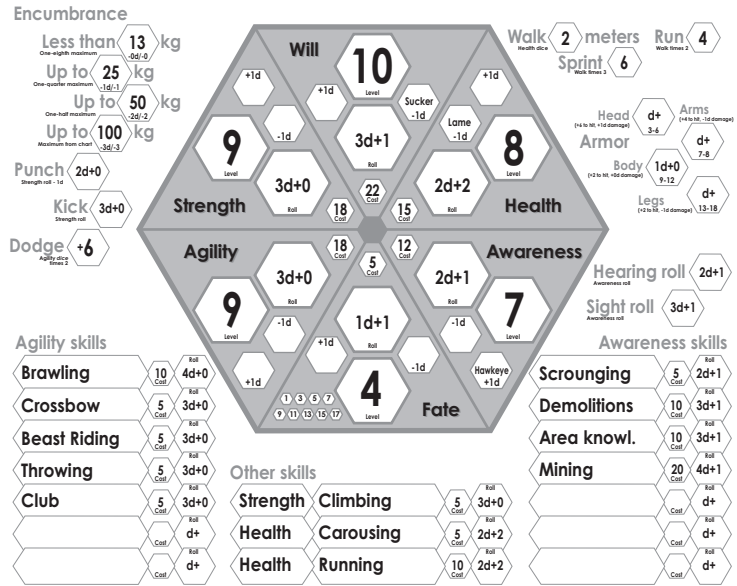 Encumbrance
Less than 13 kg
One-eighth maximum -0d/-0
Up to 25 kg
One-quarter maximum -1d/-1
Up to 50 kg
One-half maximum -2d/-2
Up to 100 kg
Maximum from chart -3d/-3
Punch 2d+0
Strength roll - 1d
Kick 3d+0
Strength roll
Dodge +6
Agility dice
times 2
Walk 2 meters
Health dice
Run 4
Walk times 2
Sprint 6
Walk times 3
Armor
Head d+
(+6 to hit, +1d damage) 3-6
Arms d+
(+4 to hit, -1d damage) 7-8
Body 1d+0
(+2 to hit, +0d damage) 9-12
Legs d+
(+2 to hit, -1d damage) 13-18
Will
10
Level
+1d
Sucker
-1d
3d+1
Roll
22
Cost
Strength
9
Level
+1d
-1d
3d+0
Roll
18
Cost
Health
8
Level
+1d
Lame
-1d
2d+2
Roll
15
Cost
Agility
9
Level
3d+0
Roll
18
Cost
-1d
+1d
Awareness
7
Level
2d+1
Roll
12
Cost
-1d
Hawkeye
+1d
Fate
5
Cost
1d+1
Roll
+1d
-1d
4
Level
1 3 5 7
9 11 13 15 17
Hearing roll 2d+1
Awareness roll
Sight roll 3d+1
Awareness roll
Agility skills
Brawling 10 Cost Roll 4d+0
Crossbow 5 Cost Roll 3d+0
Beast Riding 5 Cost Roll 3d+0
Throwing 5 Cost Roll 3d+0
Club 5 Cost Roll 3d+0
Cost Roll d+
Cost Roll d+
Other skills
Strength Climbing 5 Cost Roll 3d+0
Health Carousing 5 Cost Roll 2d+2
Health Running 10 Cost Roll 2d+2
Awareness skills
Scrounging 5 Cost Roll 2d+1
Demolitions 10 Cost Roll 3d+1
Area knowl. 10 Cost Roll 3d+1
Mining 20 Cost Roll 4d+1
Cost Roll d+
Cost Roll d+
Cost Roll d+